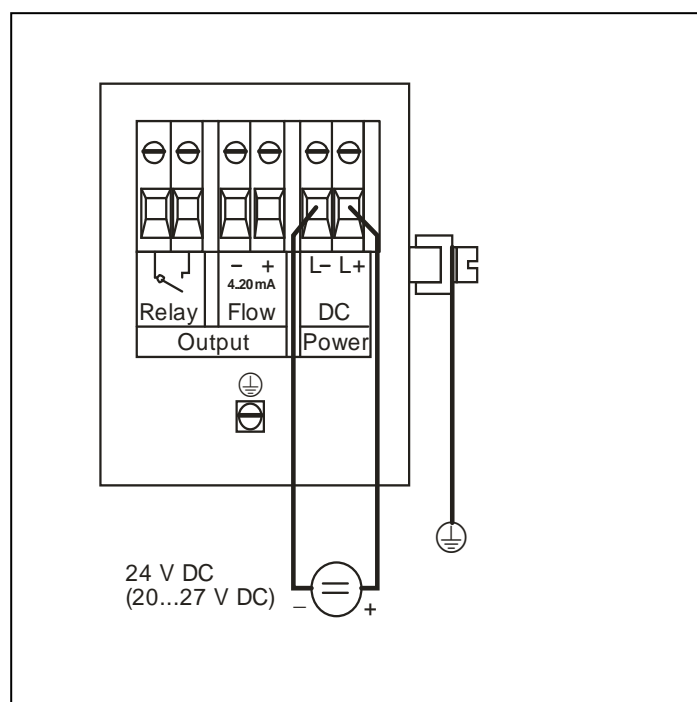 − + L− L+
4..20 mA
Relay Flow DC
Output Power
24 V DC
(20...27 V DC) − +